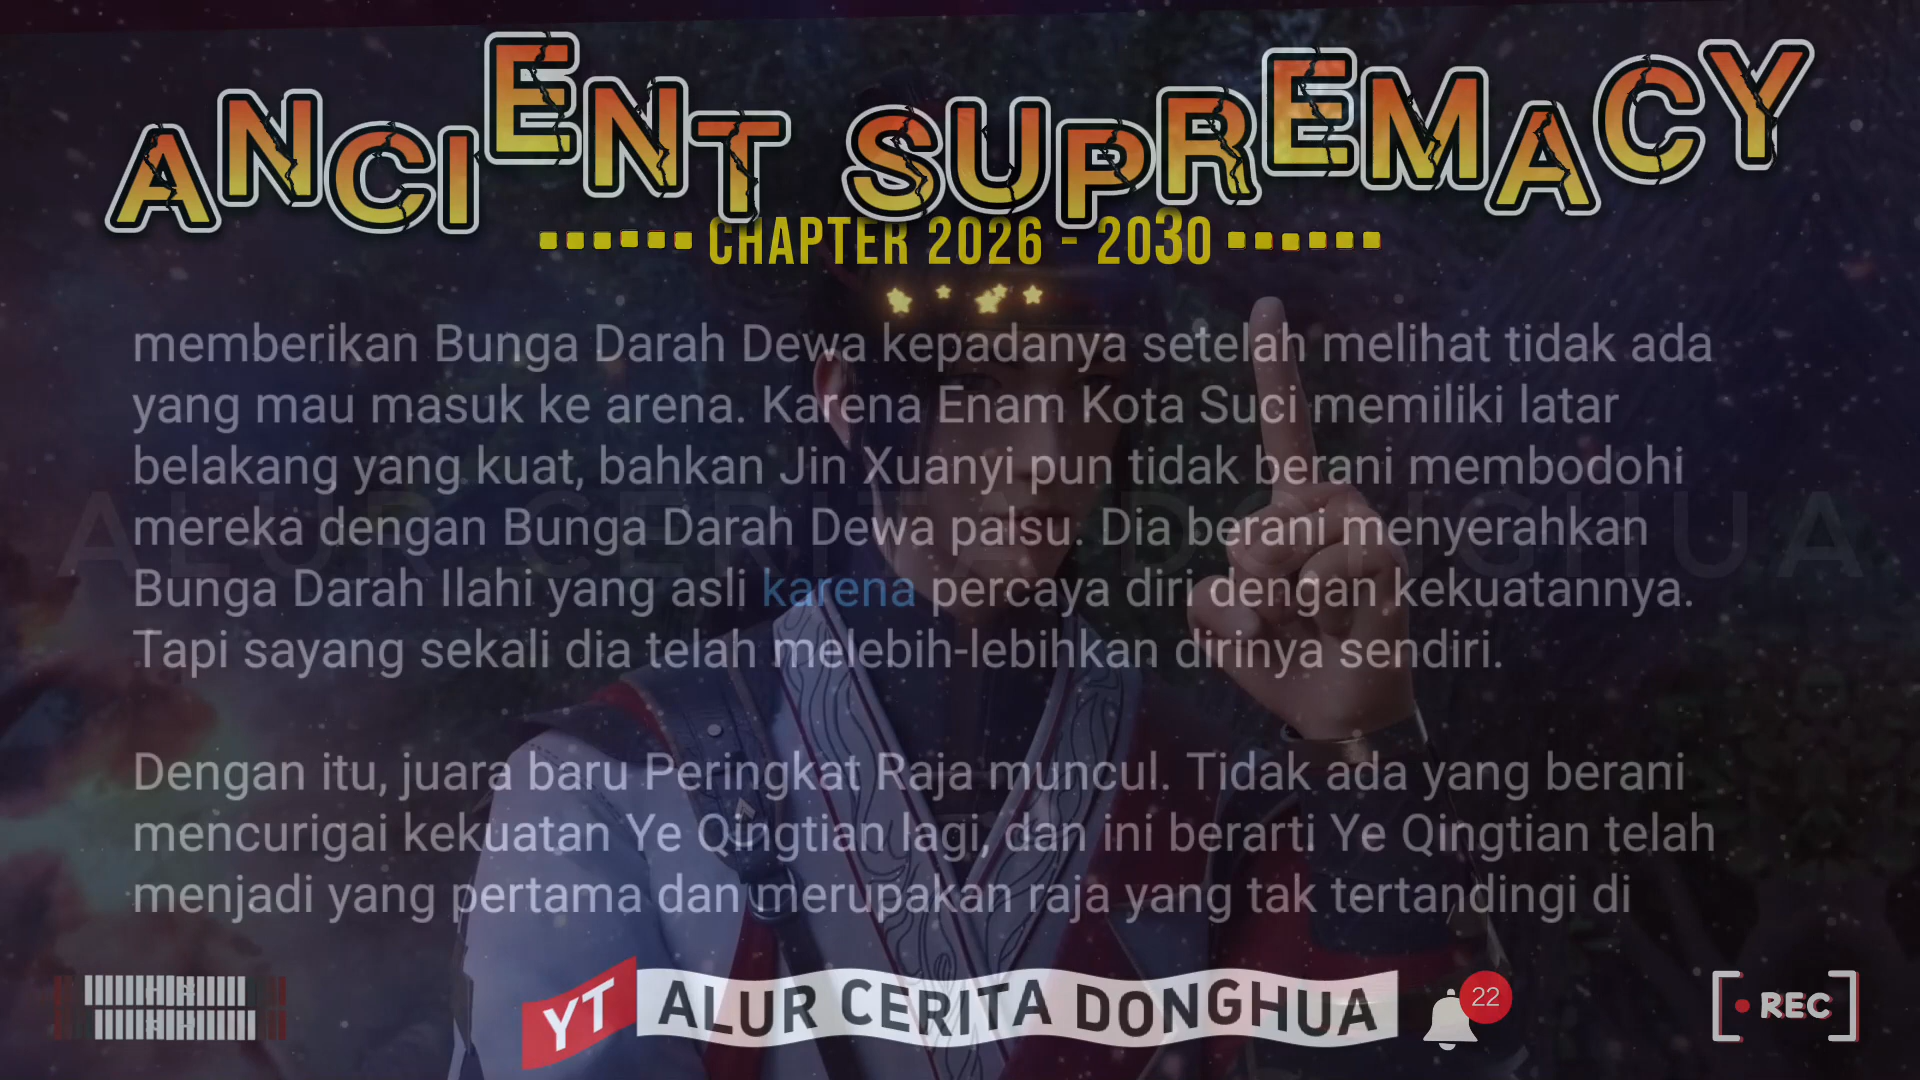 ANCIENT SUPREMACY
CHAPTER 2026 - 2030
memberikan Bunga Darah Dewa kepadanya setelah melihat tidak ada
yang mau masuk ke arena. Karena Enam Kota Suci memiliki latar
belakang yang kuat, bahkan Jin Xuanyi pun tidak berani membodohi
mereka dengan Bunga Darah Dewa palsu. Dia berani menyerahkan
Bunga Darah Ilahi yang asli karena percaya diri dengan kekuatannya.
Tapi sayang sekali dia telah melebih-lebihkan dirinya sendiri.
Dengan itu, juara baru Peringkat Raja muncul. Tidak ada yang berani
mencurigai kekuatan Ye Qingtian lagi, dan ini berarti Ye Qingtian telah
menjadi yang pertama dan merupakan raja yang tak tertandingi di
ALUR CERITA DONGHUA
YT ALUR CERITA DONGHUA
22
REC